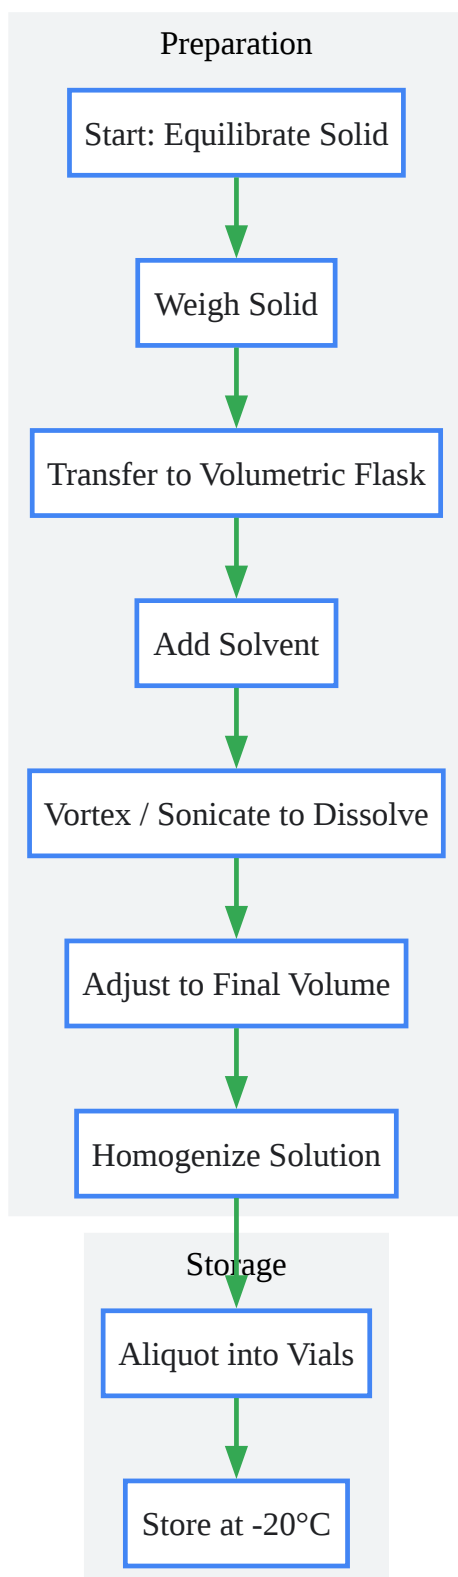 Preparation
Start: Equilibrate Solid
Weigh Solid
Transfer to Volumetric Flask
Add Solvent
Vortex / Sonicate to Dissolve
Adjust to Final Volume
Homogenize Solution
Storage
Aliquot into Vials
Store at -20°C